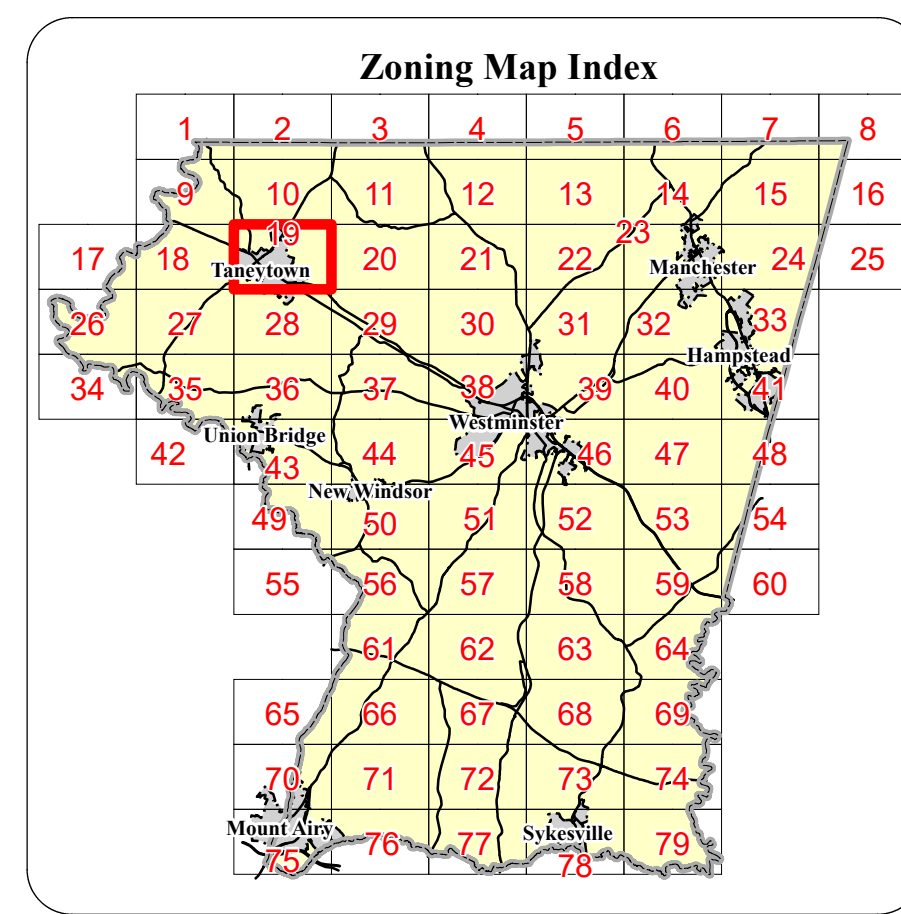 Zoning Map Index
1 2 3 4 5 6 7 8
9 10 11 12 13 14 15 16
17 18 19 20 21 22 23 24 25
Taneytown
Manchester
26 27 28 29 30 31 32 33
Hampstead
34 35 36 37 38 39 40 41
Westminster
Union Bridge
42 43 44 45 46 47 48
New Windsor
49 50 51 52 53 54
55 56 57 58 59 60
61 62 63 64
65 66 67 68 69
70 71 72 73 74
Mount Airy
Sykesville
75 76 77 78 79